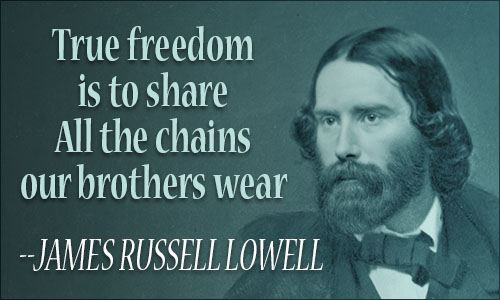 True freedom
is to share
All the chains
our brothers wear
--JAMES RUSSELL LOWELL